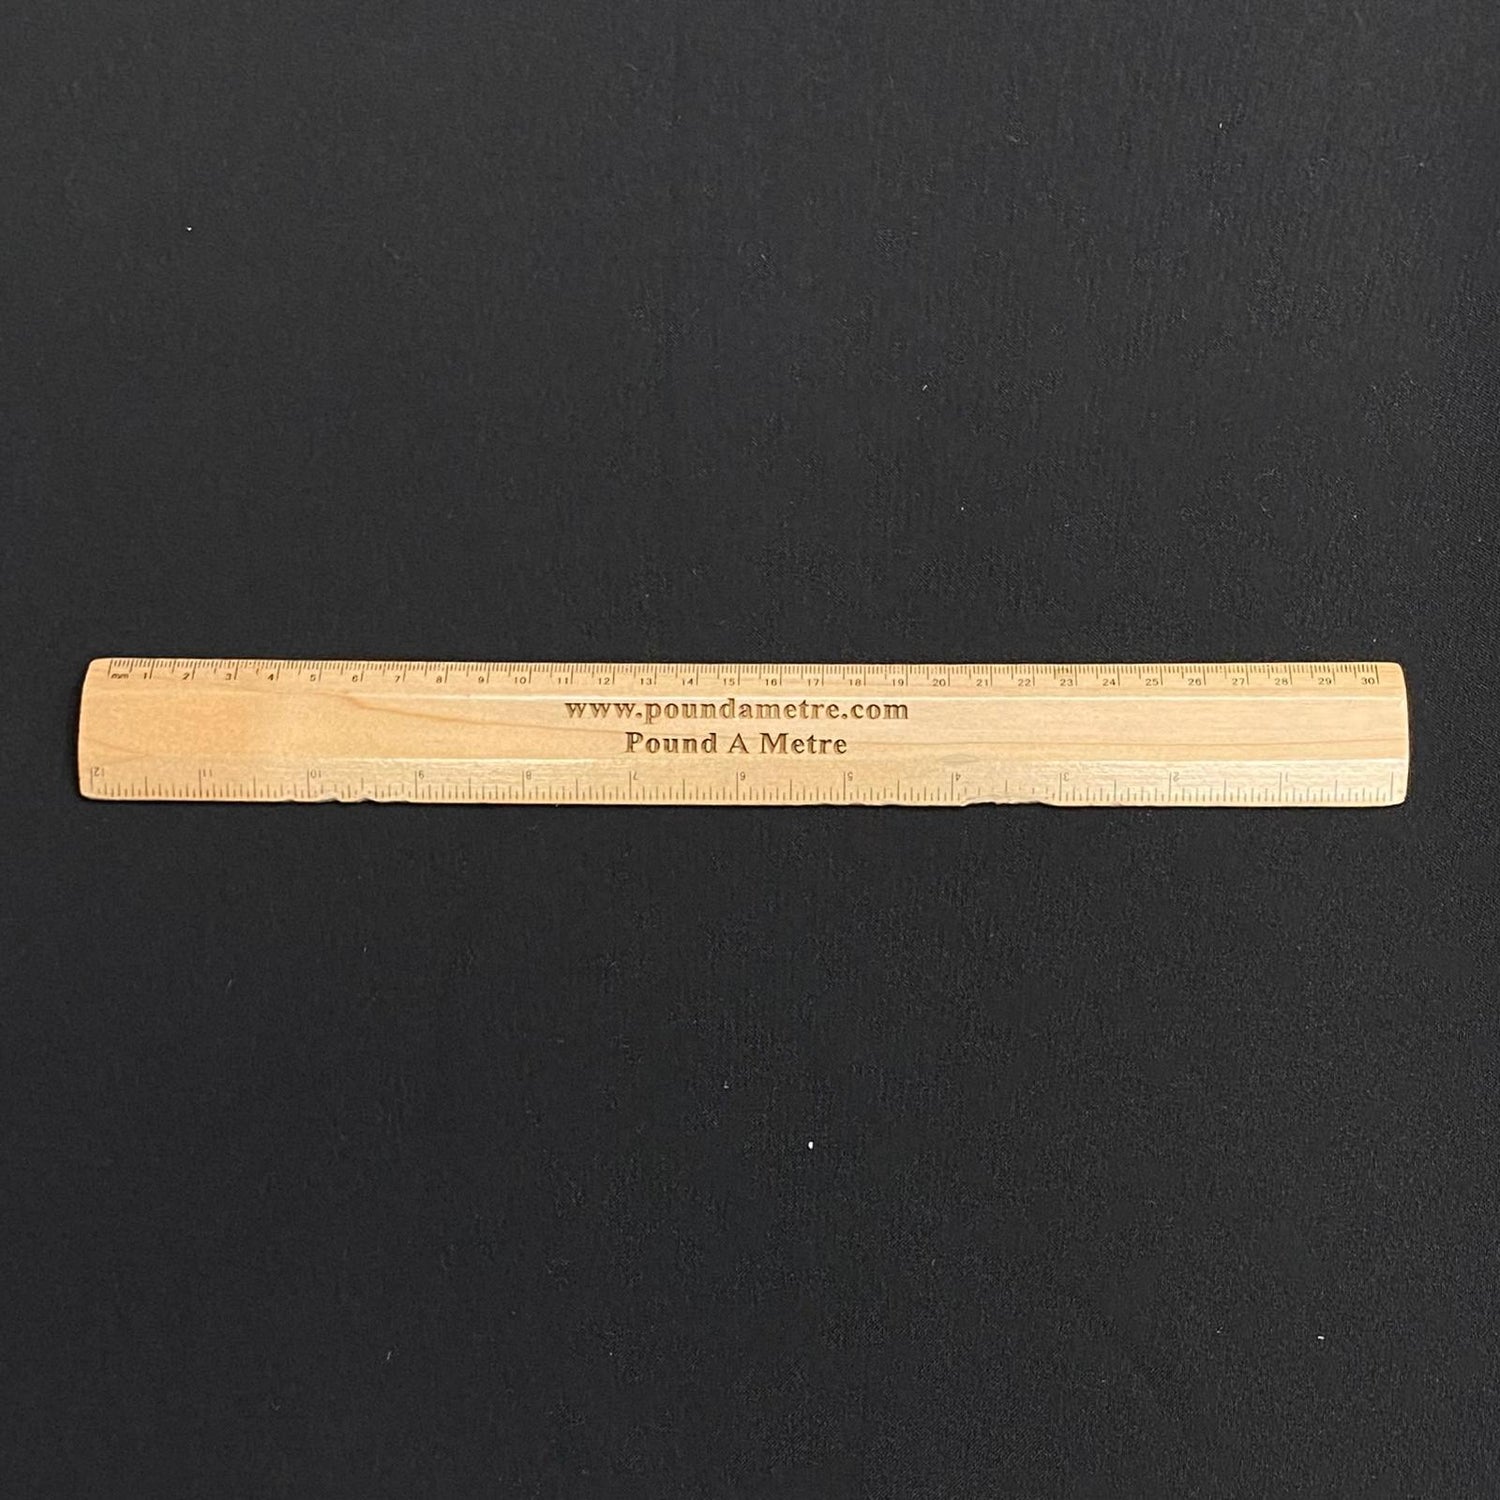 mm 1 2 3 4 5 6 7 8 9 10 11 12 13 14 15 16 17 18 19 20 21 22 23 24 25 26 27 28 29 30
www.poundametre.com
Pound A Metre
12 11 10 9 8 7 6 5 4 3 2 1